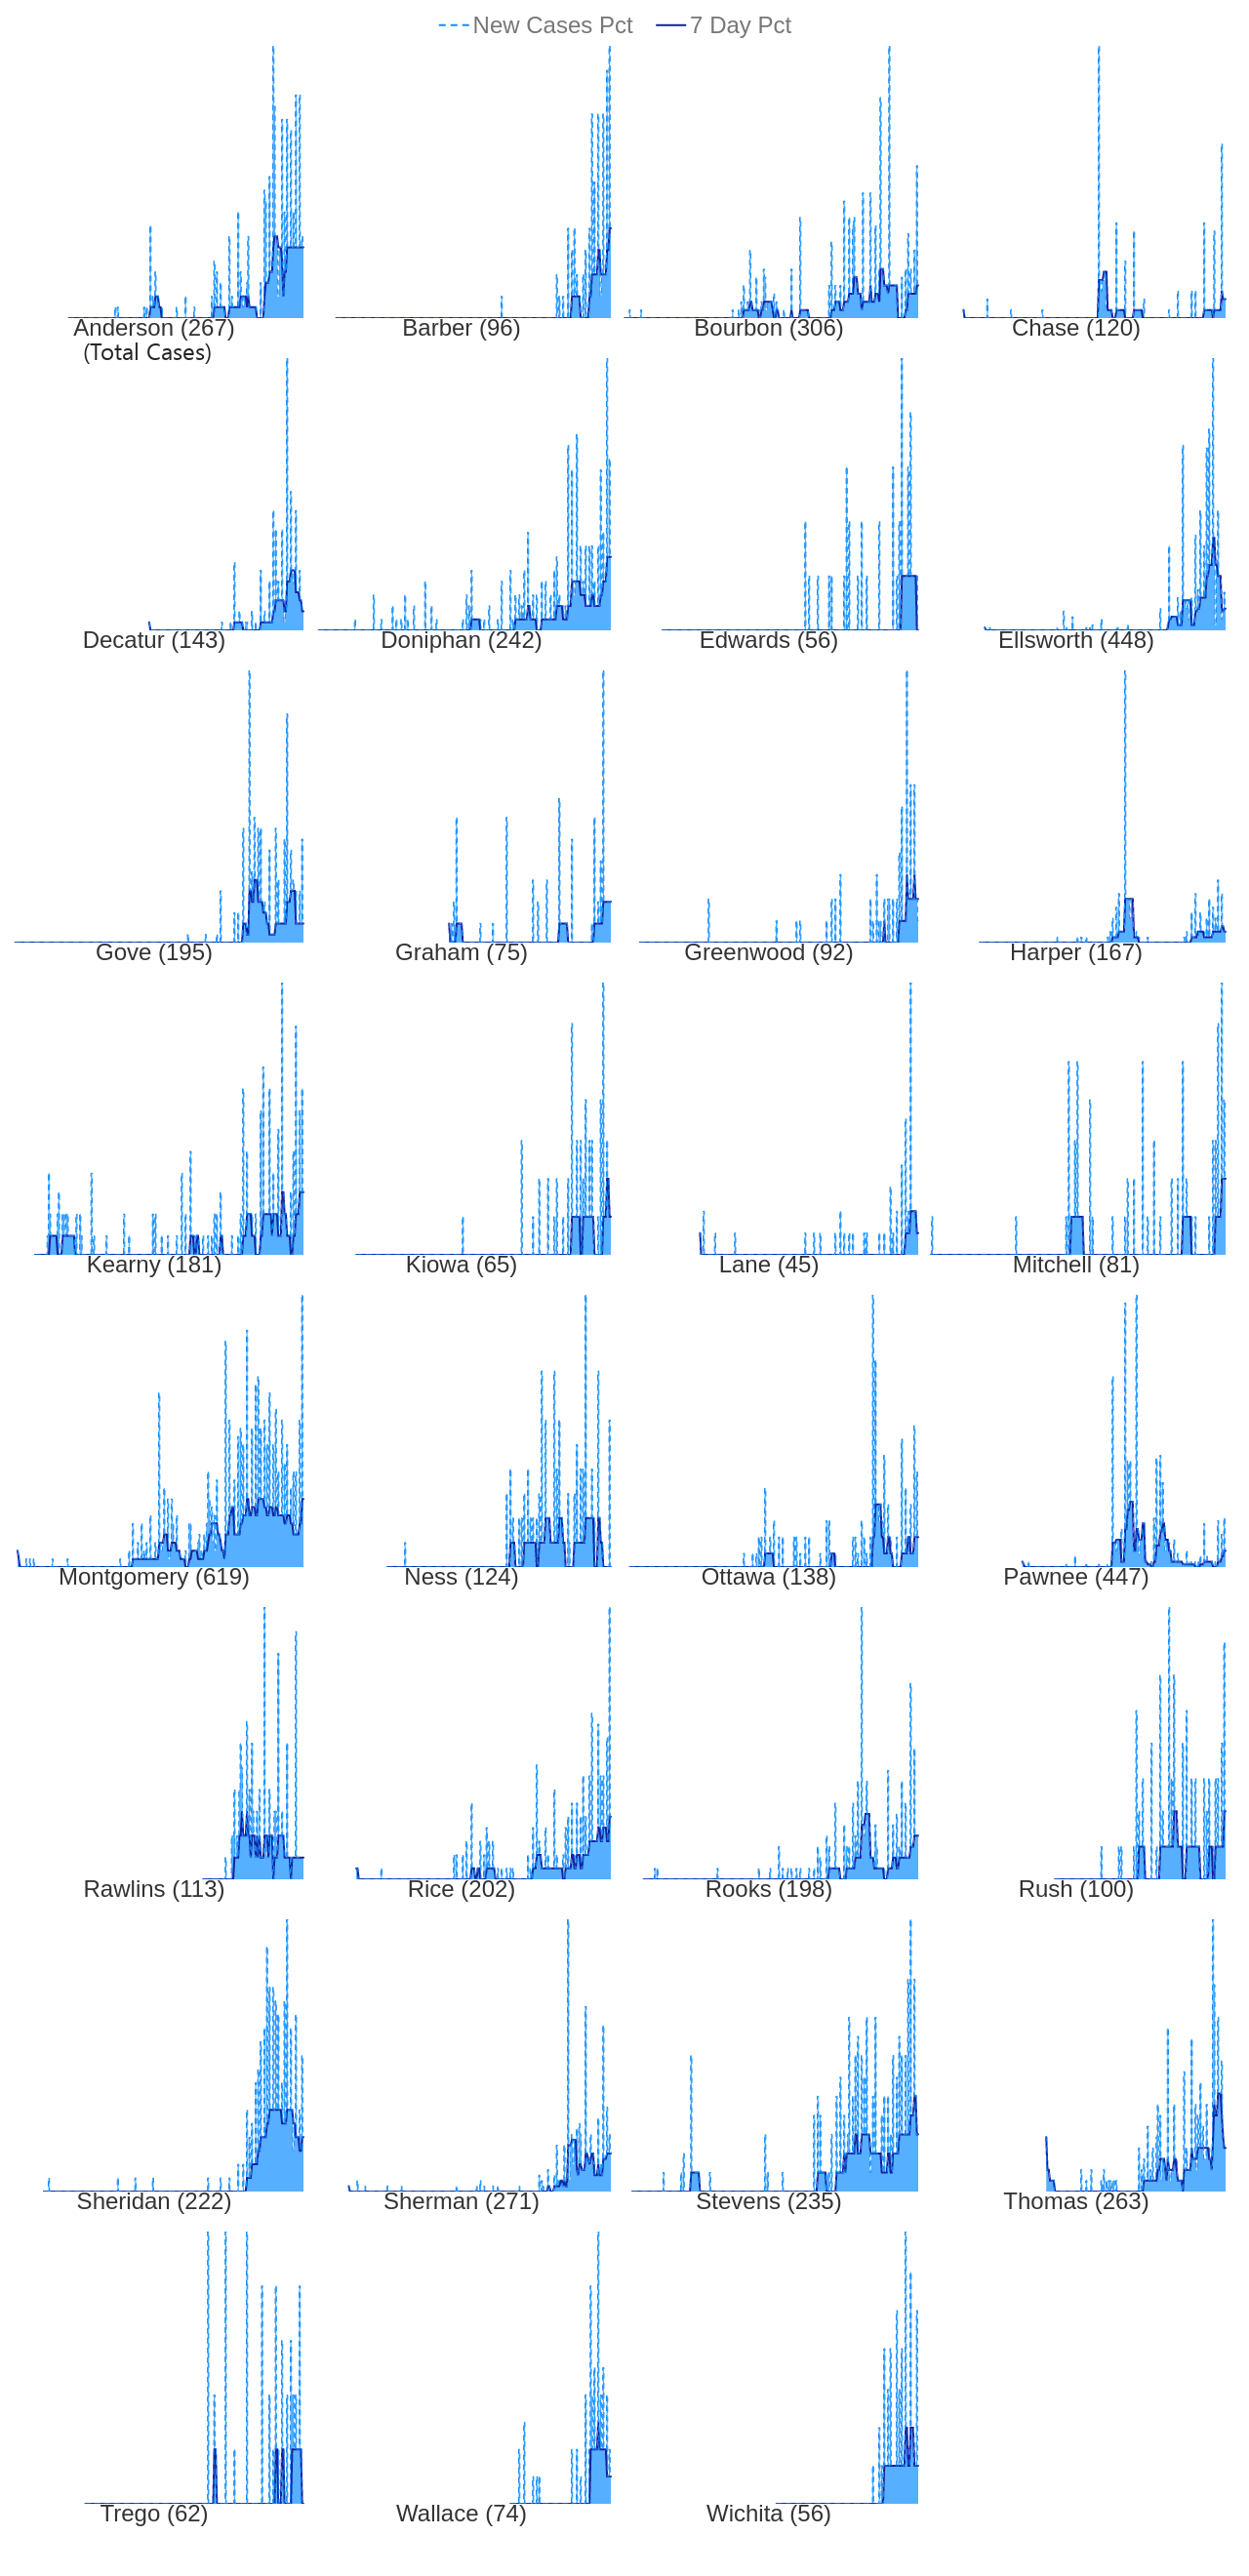 New Cases Pct 7 Day Pct
Anderson (267) Barber (96) Bourbon (306) Chase (120)
(Total Cases)
Decatur (143) Doniphan (242) Edwards (56) Ellsworth (448)
Gove (195) Graham (75) Greenwood (92) Harper (167)
Kearny (181) Kiowa (65) Lane (45) Mitchell (81)
Montgomery (619) Ness (124) Ottawa (138) Pawnee (447)
Rawlins (113) Rice (202) Rooks (198) Rush (100)
Sheridan (222) Sherman (271) Stevens (235) Thomas (263)
Trego (62) Wallace (74) Wichita (56)